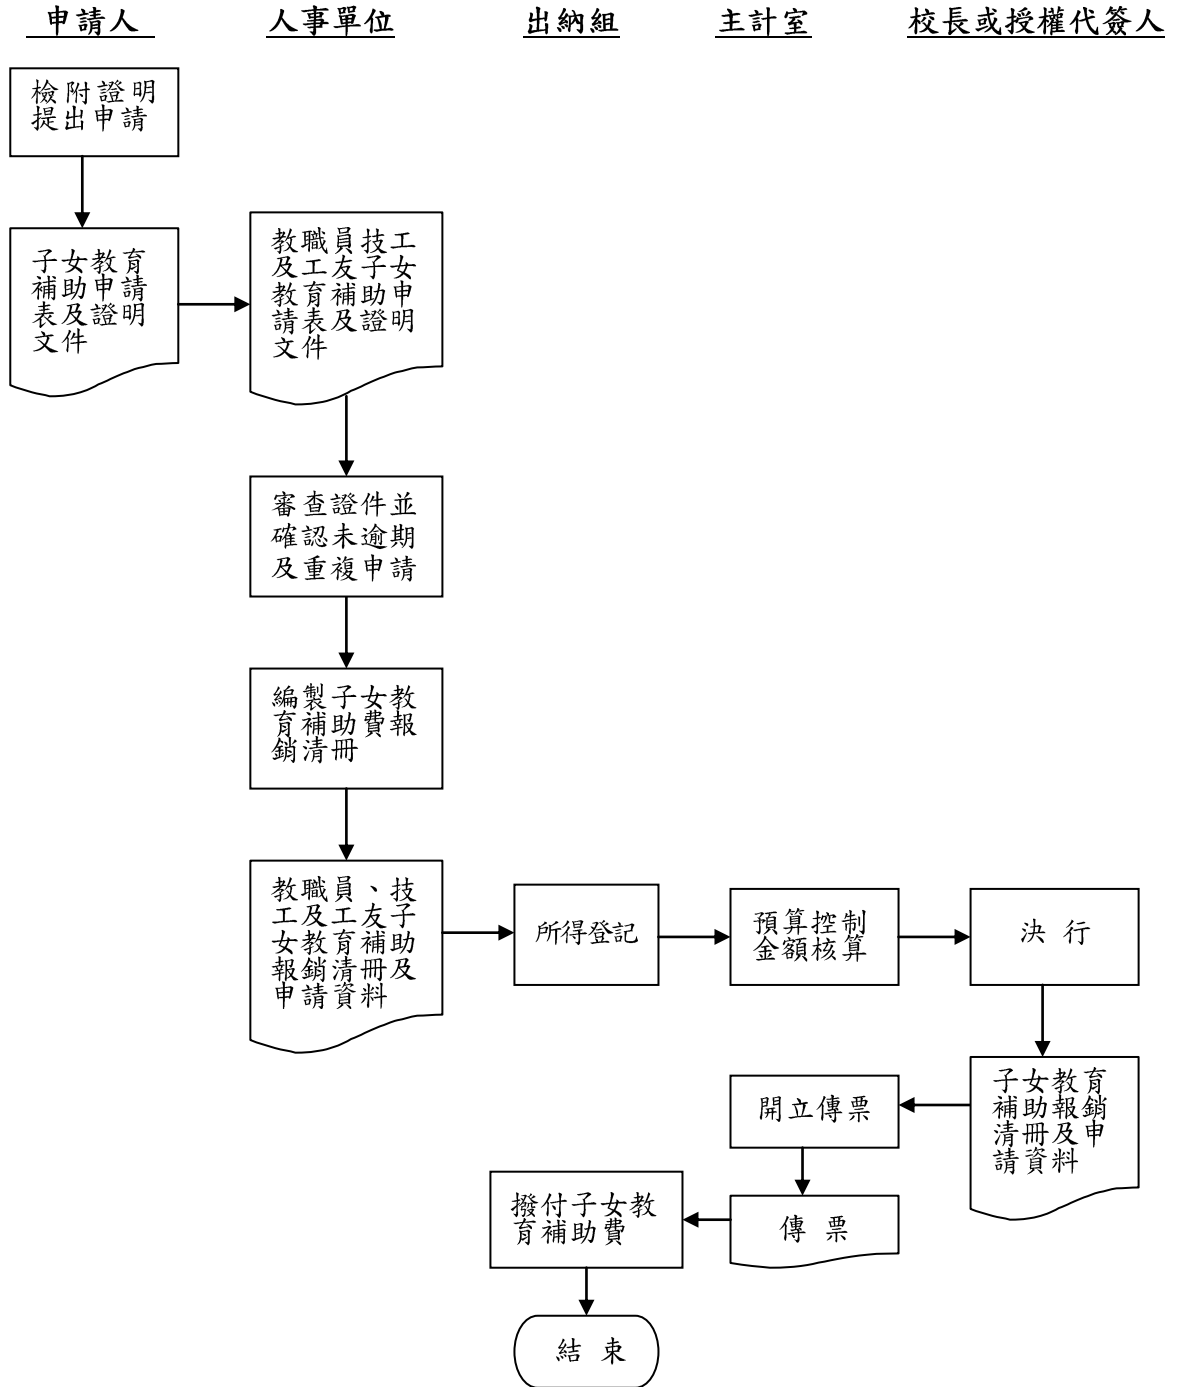 申請人
人事單位
出納組
主計室
校長或授權代簽人
檢附證明
提出申請
子女教育
補助申請
表及證明
文件
教職員技工
及工友子女
教育補助申
請表及證明
文件
審查證件並
確認未逾期
及重複申請
編製子女教
育補助費報
銷清冊
教職員、技
工及工友子
女教育補助
報銷清冊及
申請資料
所得登記
預算控制
金額核算
決行
子女教育
補助報銷
清冊及申
請資料
開立傳票
傳票
撥付子女教
育補助費
結束